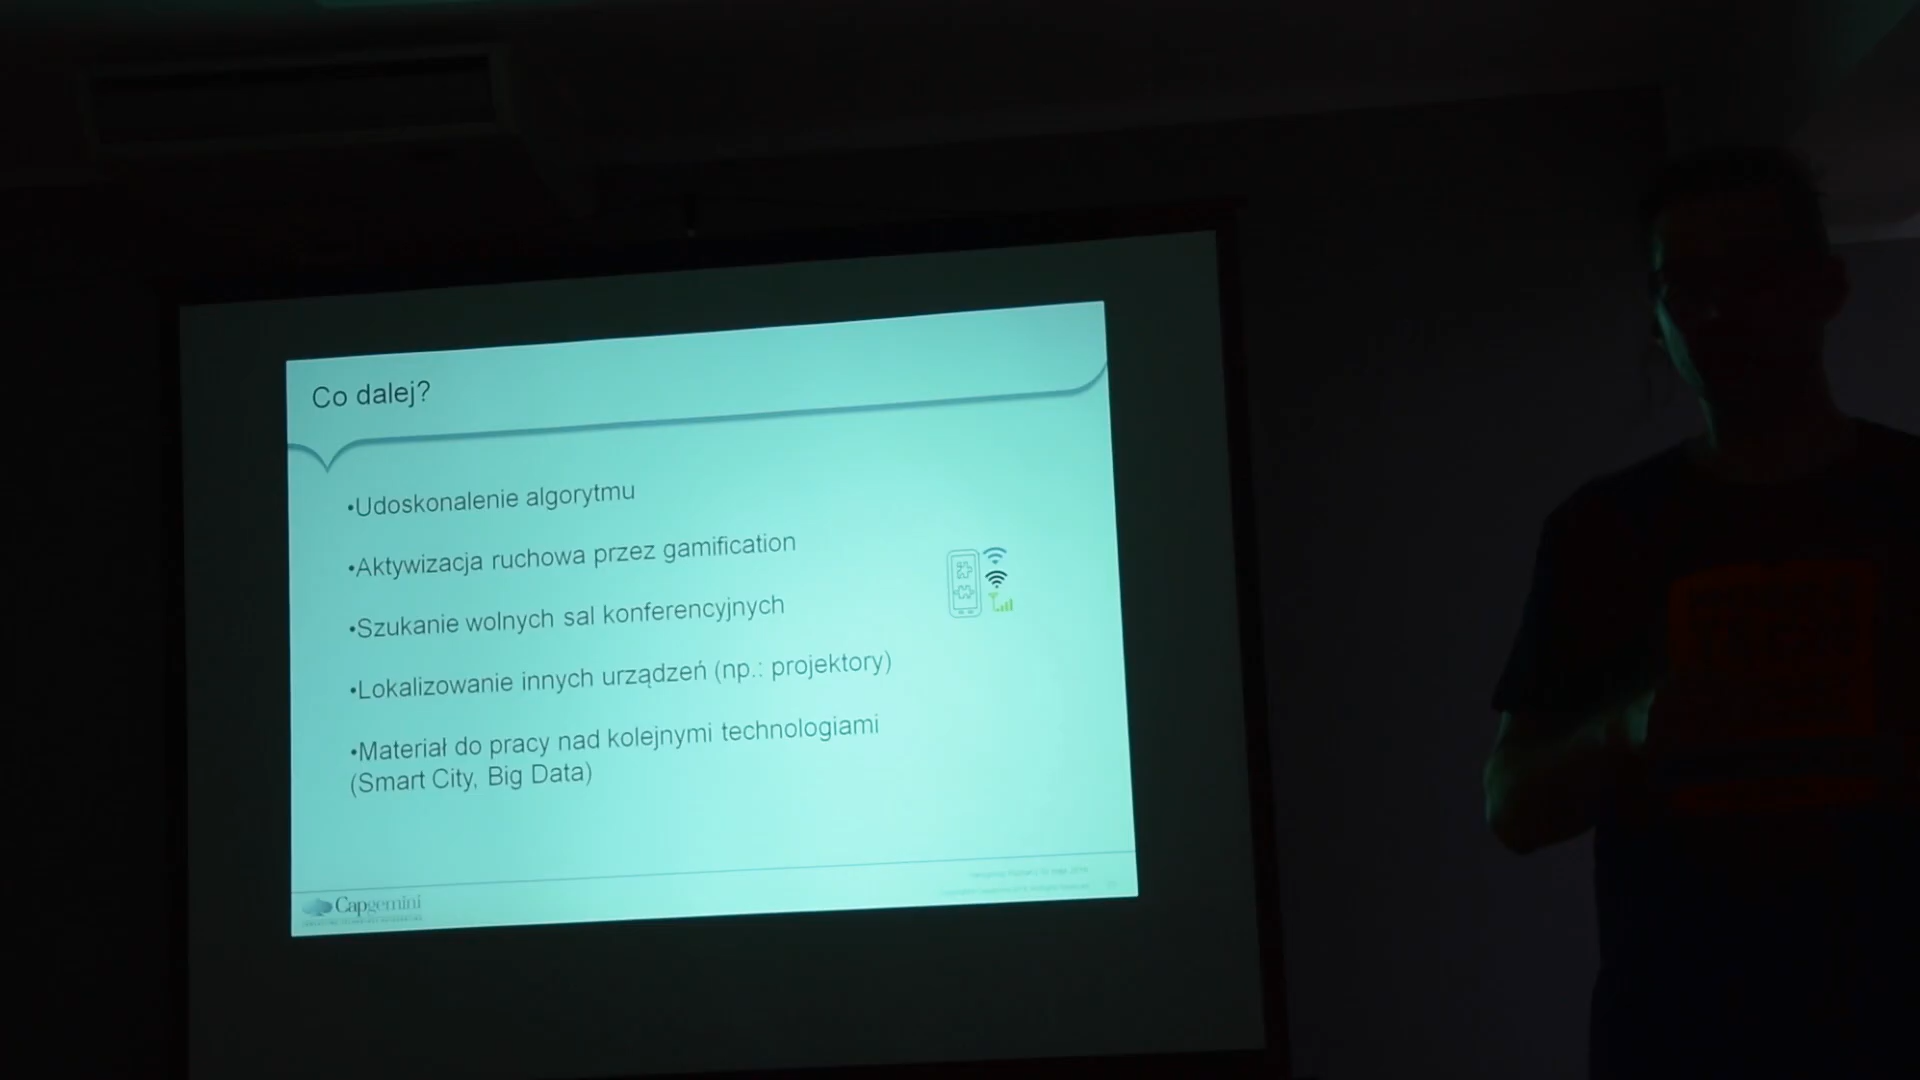 Co dalej?
•Udoskonalenie algorytmu
•Aktywizacja ruchowa przez gamification
•Szukanie wolnych sal konferencyjnych
•Lokalizowanie innych urządzeń (np.: projektory)
•Materiał do pracy nad kolejnymi technologiami
(Smart City, Big Data)
Capgemini